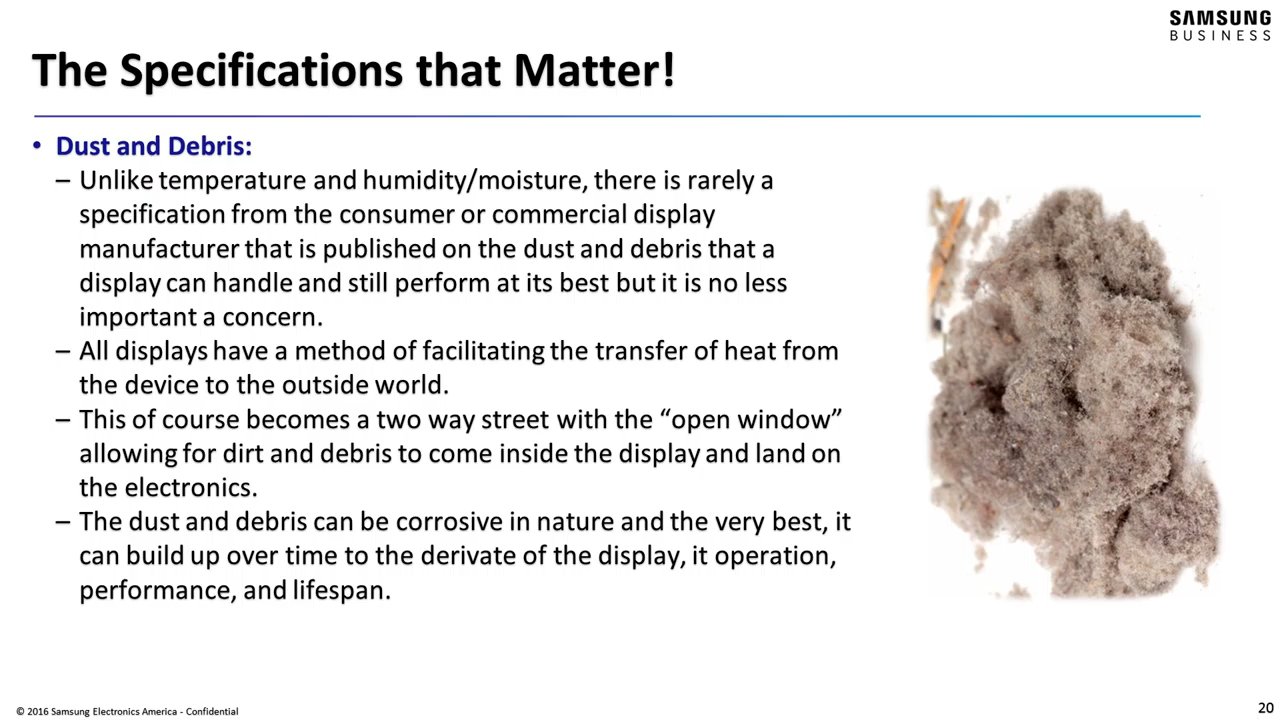 SAMSUNG
BUSINESS
The Specifications that Matter!
• Dust and Debris:
– Unlike temperature and humidity/moisture, there is rarely a
specification from the consumer or commercial display
manufacturer that is published on the dust and debris that a
display can handle and still perform at its best but it is no less
important a concern.
– All displays have a method of facilitating the transfer of heat from
the device to the outside world.
– This of course becomes a two way street with the “open window”
allowing for dirt and debris to come inside the display and land on
the electronics.
– The dust and debris can be corrosive in nature and the very best, it
can build up over time to the derivate of the display, it operation,
performance, and lifespan.
© 2016 Samsung Electronics America - Confidential
20